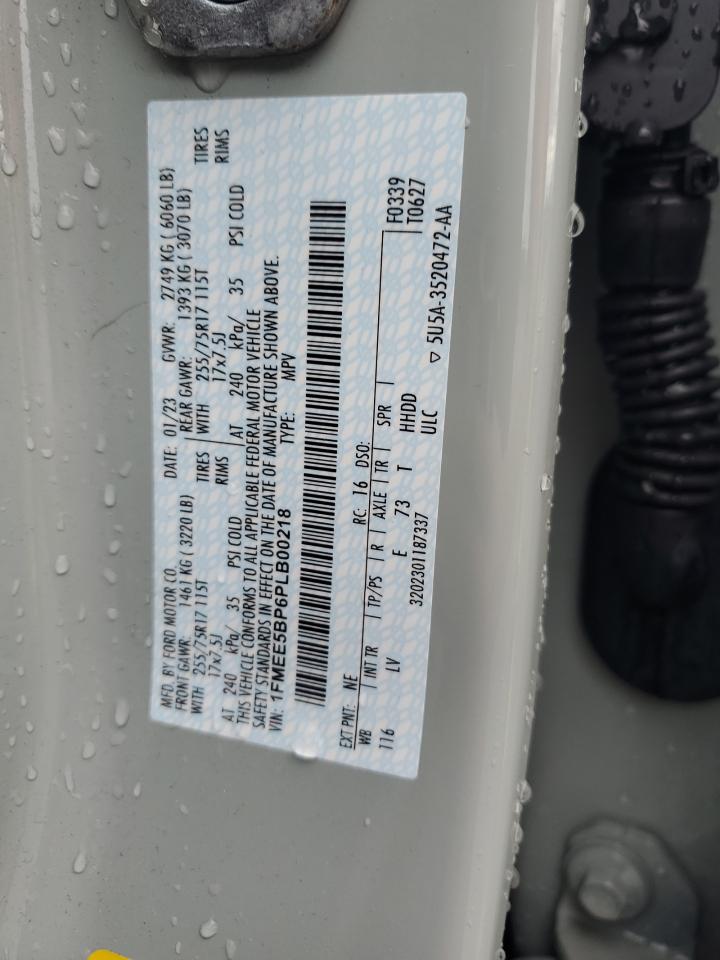 MFD. BY FORD MOTOR CO. DATE: 01/23 GVWR: 2749 KG ( 6060 LB)
FRONT GAWR: 1461 KG ( 3220 LB) REAR GAWR: 1393 KG ( 3070 LB)
WITH 255/75R17 115T TIRES WITH 255/75R17 115T TIRES
17x7.5J RIMS 17x7.5J RIMS
AT 240 kPa/ 35 PSI COLD AT 240 kPa/ 35 PSI COLD
THIS VEHICLE CONFORMS TO ALL APPLICABLE FEDERAL MOTOR VEHICLE
SAFETY STANDARDS IN EFFECT ON THE DATE OF MANUFACTURE SHOWN ABOVE.
VIN: 1FMEE5BP6PLB00218 TYPE: MPV
EXT PNT: NE RC: 16 DSO: F0339
WB INT TR TP/PS R AXLE TR SPR T0627
116 LV E 73 T HHDD
3202301187337 ULC ▽ 5U5A-3520472-AA